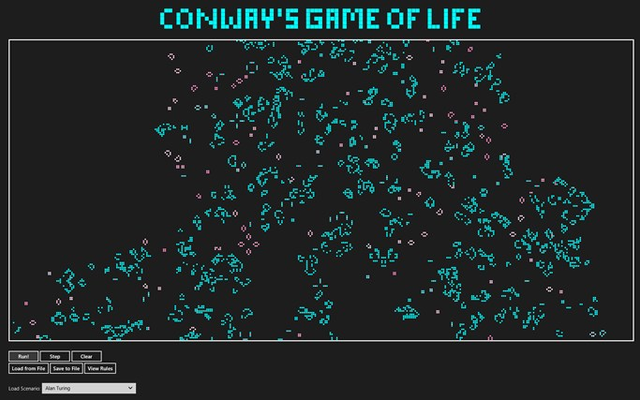 CONWAY'S GAME OF LIFE
Run! Step Clear
Load from File Save to File View Rules
Load Scenario: Alan Turing